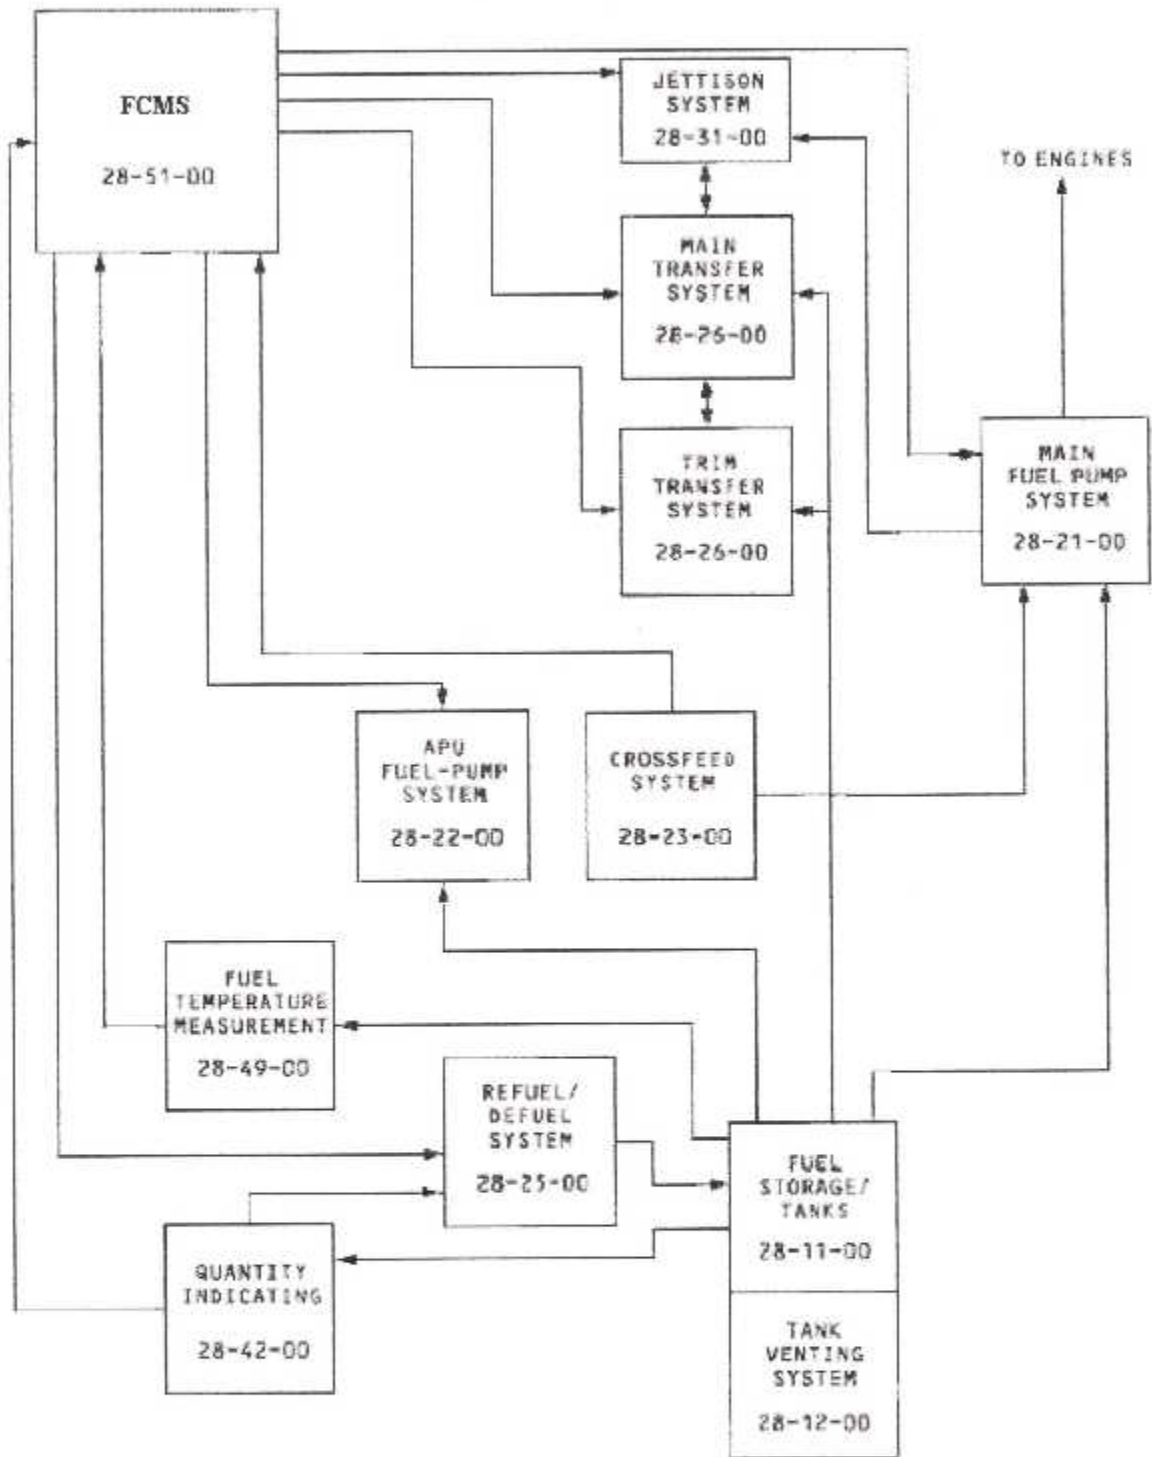 FCMS
28-51-00
JETTISON
SYSTEM
28-31-00
TO ENGINES
MAIN
TRANSFER
SYSTEM
28-26-00
TRIM
TRANSFER
SYSTEM
28-26-00
MAIN
FUEL PUMP
SYSTEM
28-21-00
APU
FUEL-PUMP
SYSTEM
28-22-00
CROSSFEED
SYSTEM
28-23-00
FUEL
TEMPERATURE
MEASUREMENT
28-49-00
REFUEL/
DEFUEL
SYSTEM
28-25-00
FUEL
STORAGE/
TANKS
28-11-00
QUANTITY
INDICATING
28-42-00
TANK
VENTING
SYSTEM
28-12-00